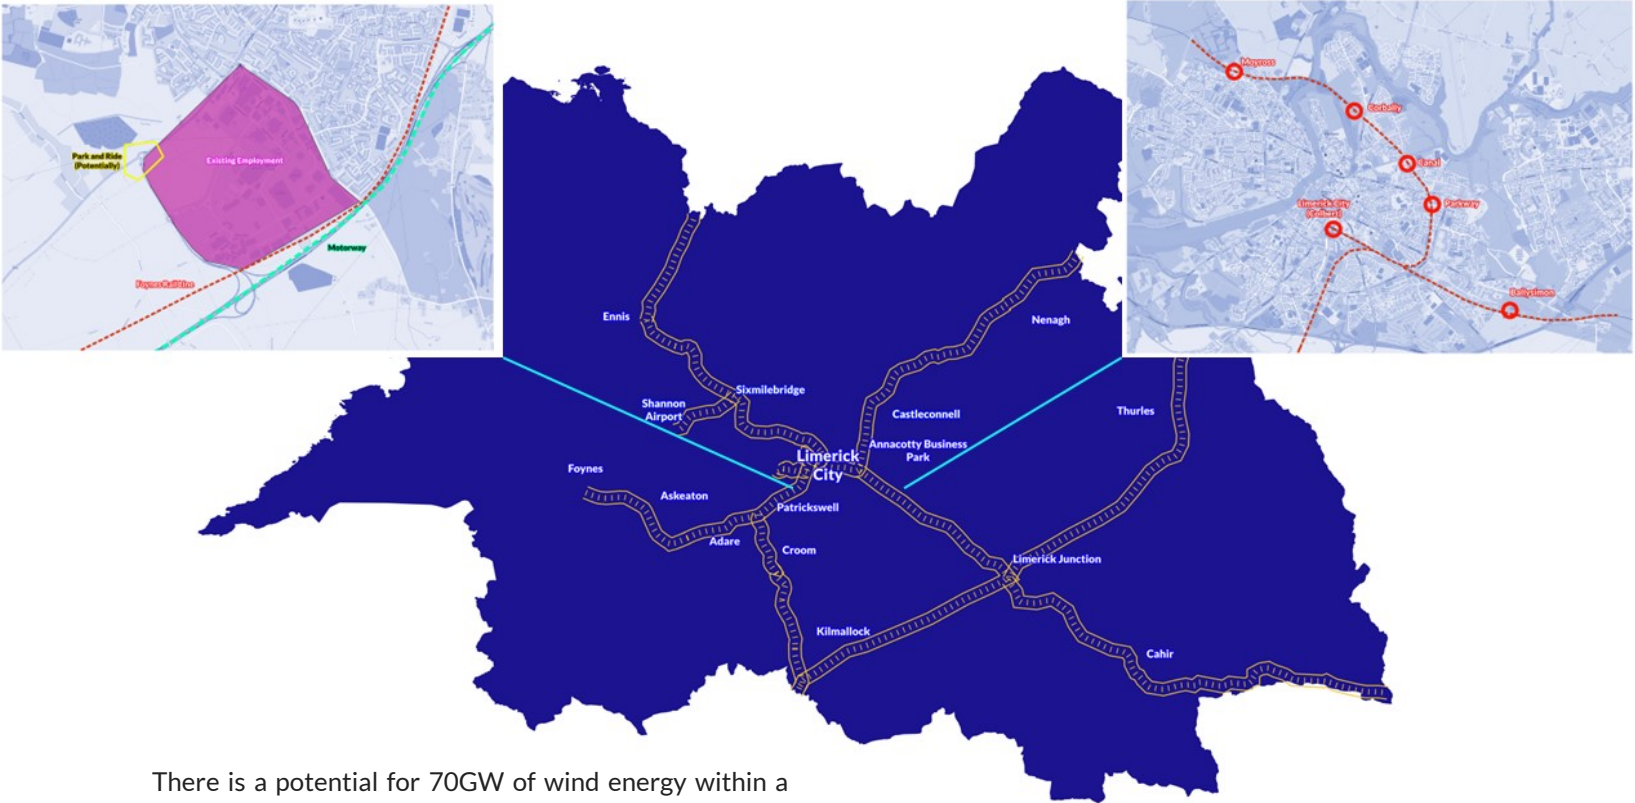 Park and Ride
(Potentially)
Existing Employment
Motorway
Foynes Rail Line
Moyross
Corbally
Canal
Limerick City
(Colbert)
Parkway
Ballysimon
Ennis
Nenagh
Sixmilebridge
Shannon
Airport
Castleconnell
Thurles
Annacotty Business
Park
Limerick
City
Foynes
Askeaton
Patrickswell
Adare
Croom
Limerick Junction
Kilmallock
Cahir
There is a potential for 70GW of wind energy within a